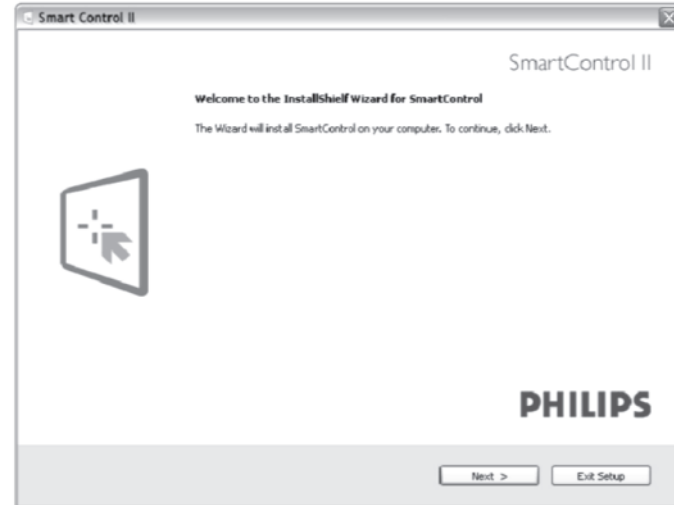 Smart Control II
SmartControl II
Welcome to the InstallShielf Wizard for SmartControl
The Wizard will install SmartControl on your computer. To continue, click Next.
PHILIPS
Next >
Exit Setup